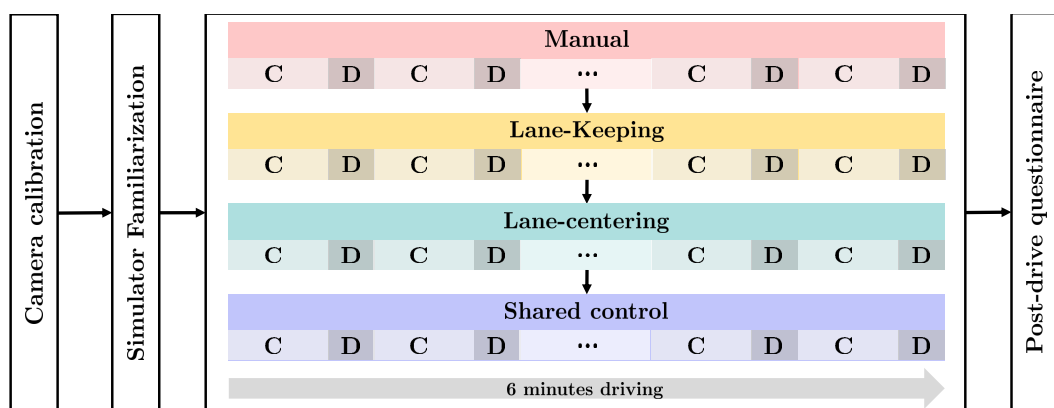 Camera calibration
Simulator Familiarization
Manual
C D C D ... C D C D
Lane-Keeping
C D C D ... C D C D
Lane-centering
C D C D ... C D C D
Shared control
C D C D ... C D C D
6 minutes driving
Post-drive questionnaire